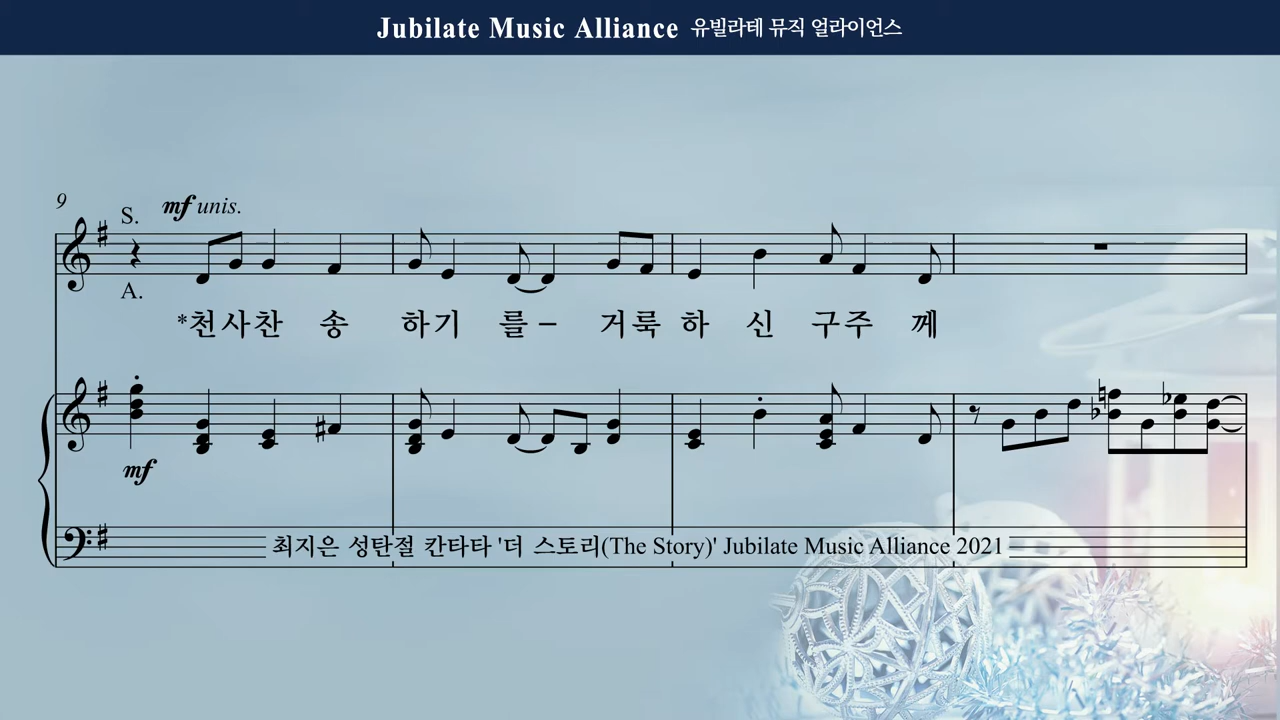 Jubilate Music Alliance 유빌라테 뮤직 얼라이언스
9
S.
mf unis.
A.
*천사찬 송 하기 를– 거룩 하 신 구주 께
mf
최지은 성탄절 칸타타 '더 스토리(The Story)' Jubilate Music Alliance 2021